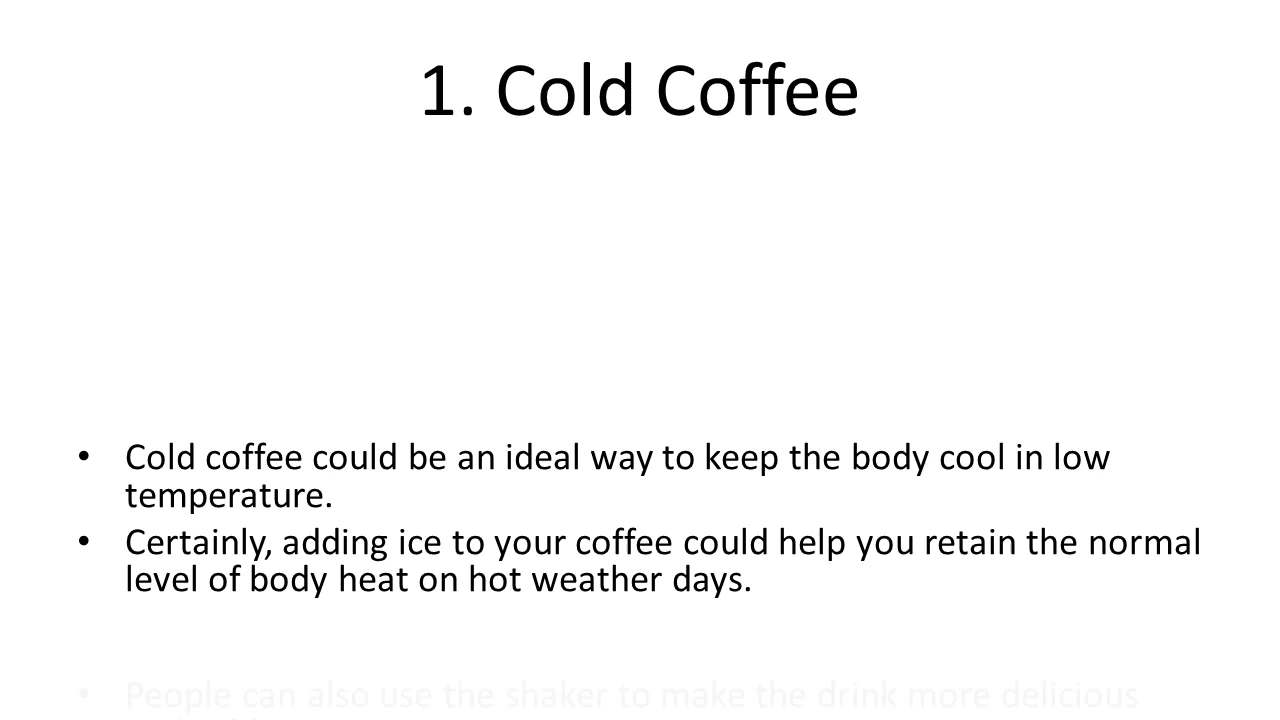 1. Cold Coffee
• Cold coffee could be an ideal way to keep the body cool in low
temperature.
• Certainly, adding ice to your coffee could help you retain the normal
level of body heat on hot weather days.
• People can also use the shaker to make the drink more delicious